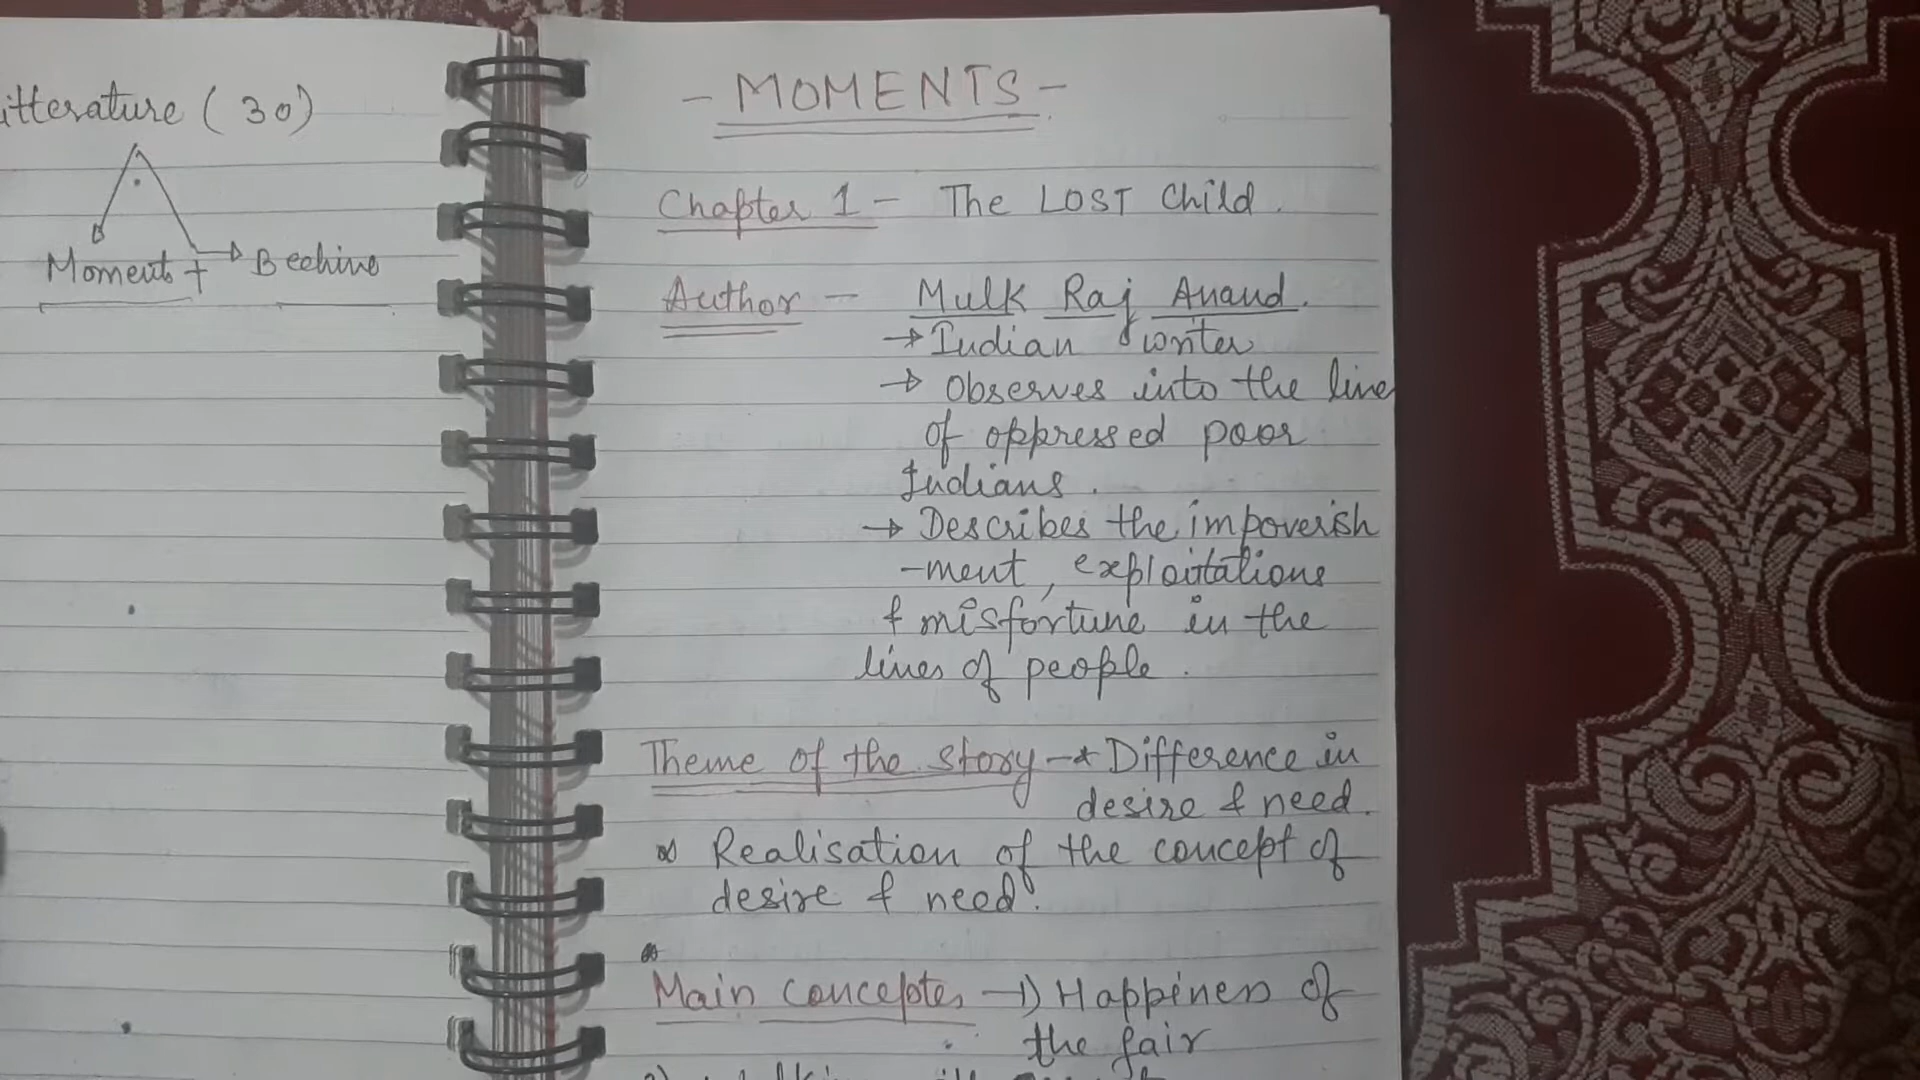 itterature (30)
Moment + Beehive
- MOMENTS -
Chapter 1 - The LOST Child.
Author - Mulk Raj Anand.
→ Indian writer
→ Observes into the lives
of oppressed poor
Indians.
→ Describes the impoverish
-ment, exploitations
& misfortune in the
lives of people.
Theme of the story -* Difference in
desire & need.
Realisation of the concept of
desire & need.
Main concepts -1) Happiness of
the fair